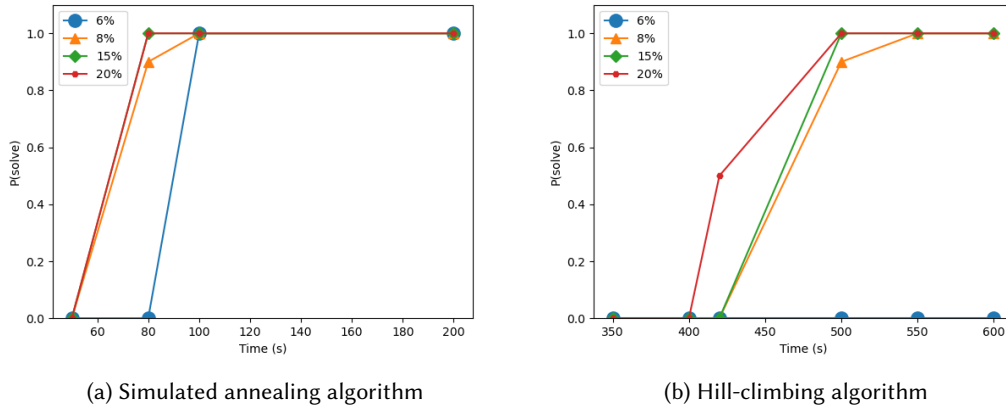 6%
8%
15%
20%
1.0
0.8
0.6
0.4
0.2
0.0
P(solve)
60 80 100 120 140 160 180 200
Time (s)
(a) Simulated annealing algorithm
6%
8%
15%
20%
1.0
0.8
0.6
0.4
0.2
0.0
P(solve)
350 400 450 500 550 600
Time (s)
(b) Hill-climbing algorithm